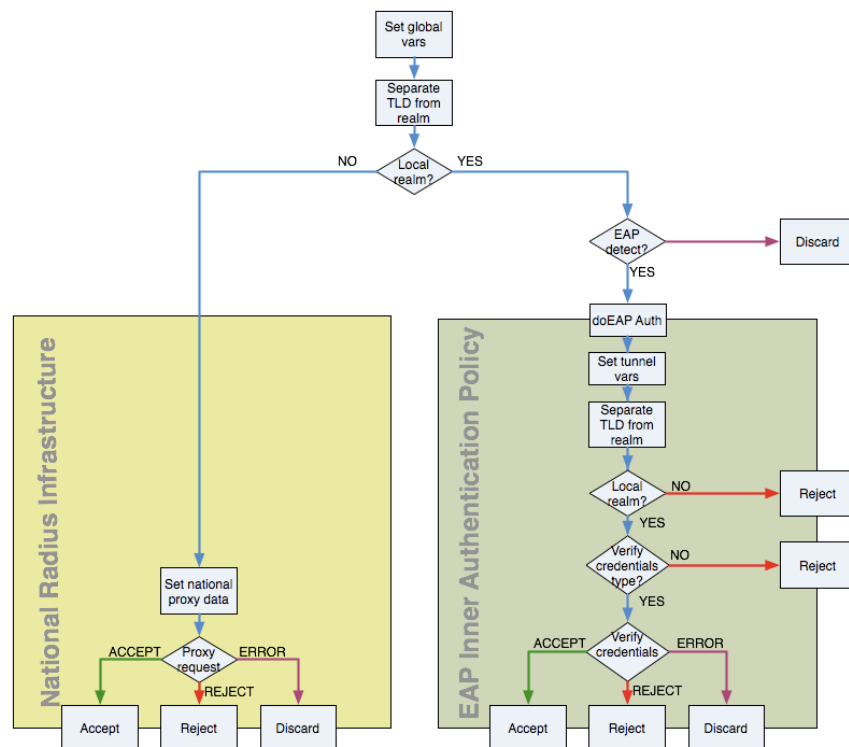 Set global
vars
Separate
TLD from
realm
NO
Local
realm?
YES
EAP
detect?
Discard
YES
National Radius Infrastructure
EAP Inner Authentication Policy
doEAP Auth
Set tunnel
vars
Separate
TLD from
realm
Local
realm?
NO
Reject
YES
Verify
credentials
type?
NO
Reject
YES
Set national
proxy data
ACCEPT
Proxy
request
ERROR
REJECT
Accept
Reject
Discard
ACCEPT
Verify
credentials
ERROR
REJECT
Accept
Reject
Discard